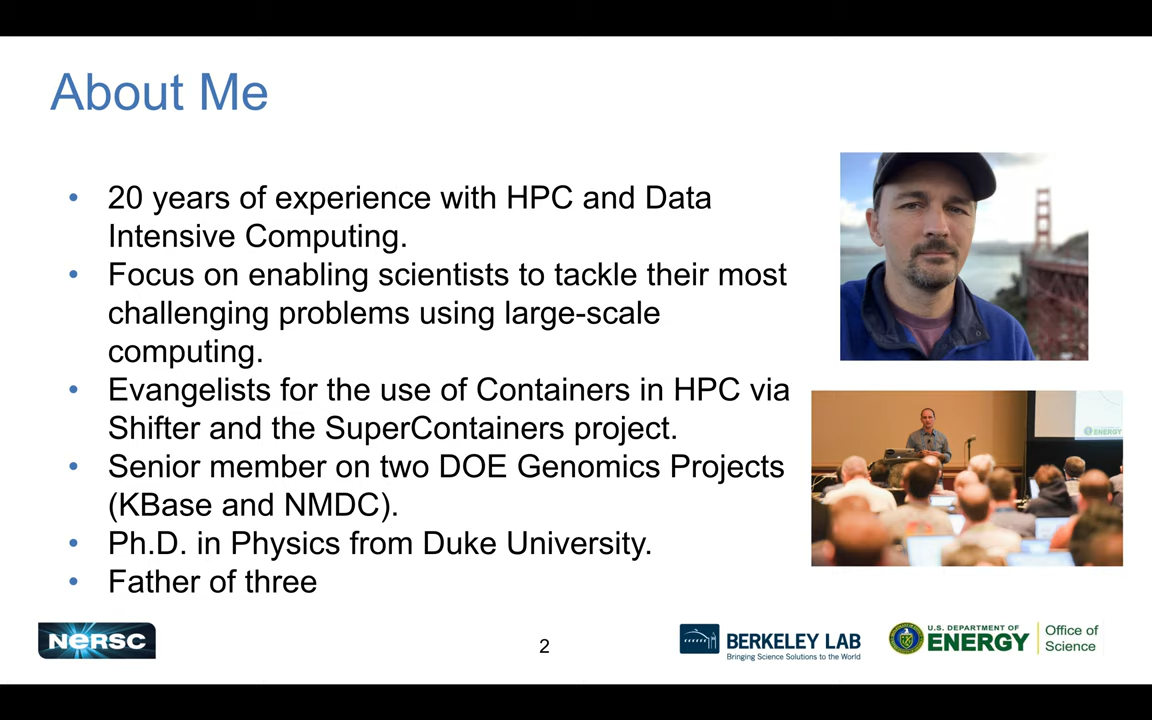 About Me
• 20 years of experience with HPC and Data
Intensive Computing.
• Focus on enabling scientists to tackle their most
challenging problems using large-scale
computing.
• Evangelists for the use of Containers in HPC via
Shifter and the SuperContainers project.
• Senior member on two DOE Genomics Projects
(KBase and NMDC).
• Ph.D. in Physics from Duke University.
• Father of three
ENERGY
NERSC
2
BERKELEY LAB
Bringing Science Solutions to the World
U.S. DEPARTMENT OF
ENERGY
Office of
Science